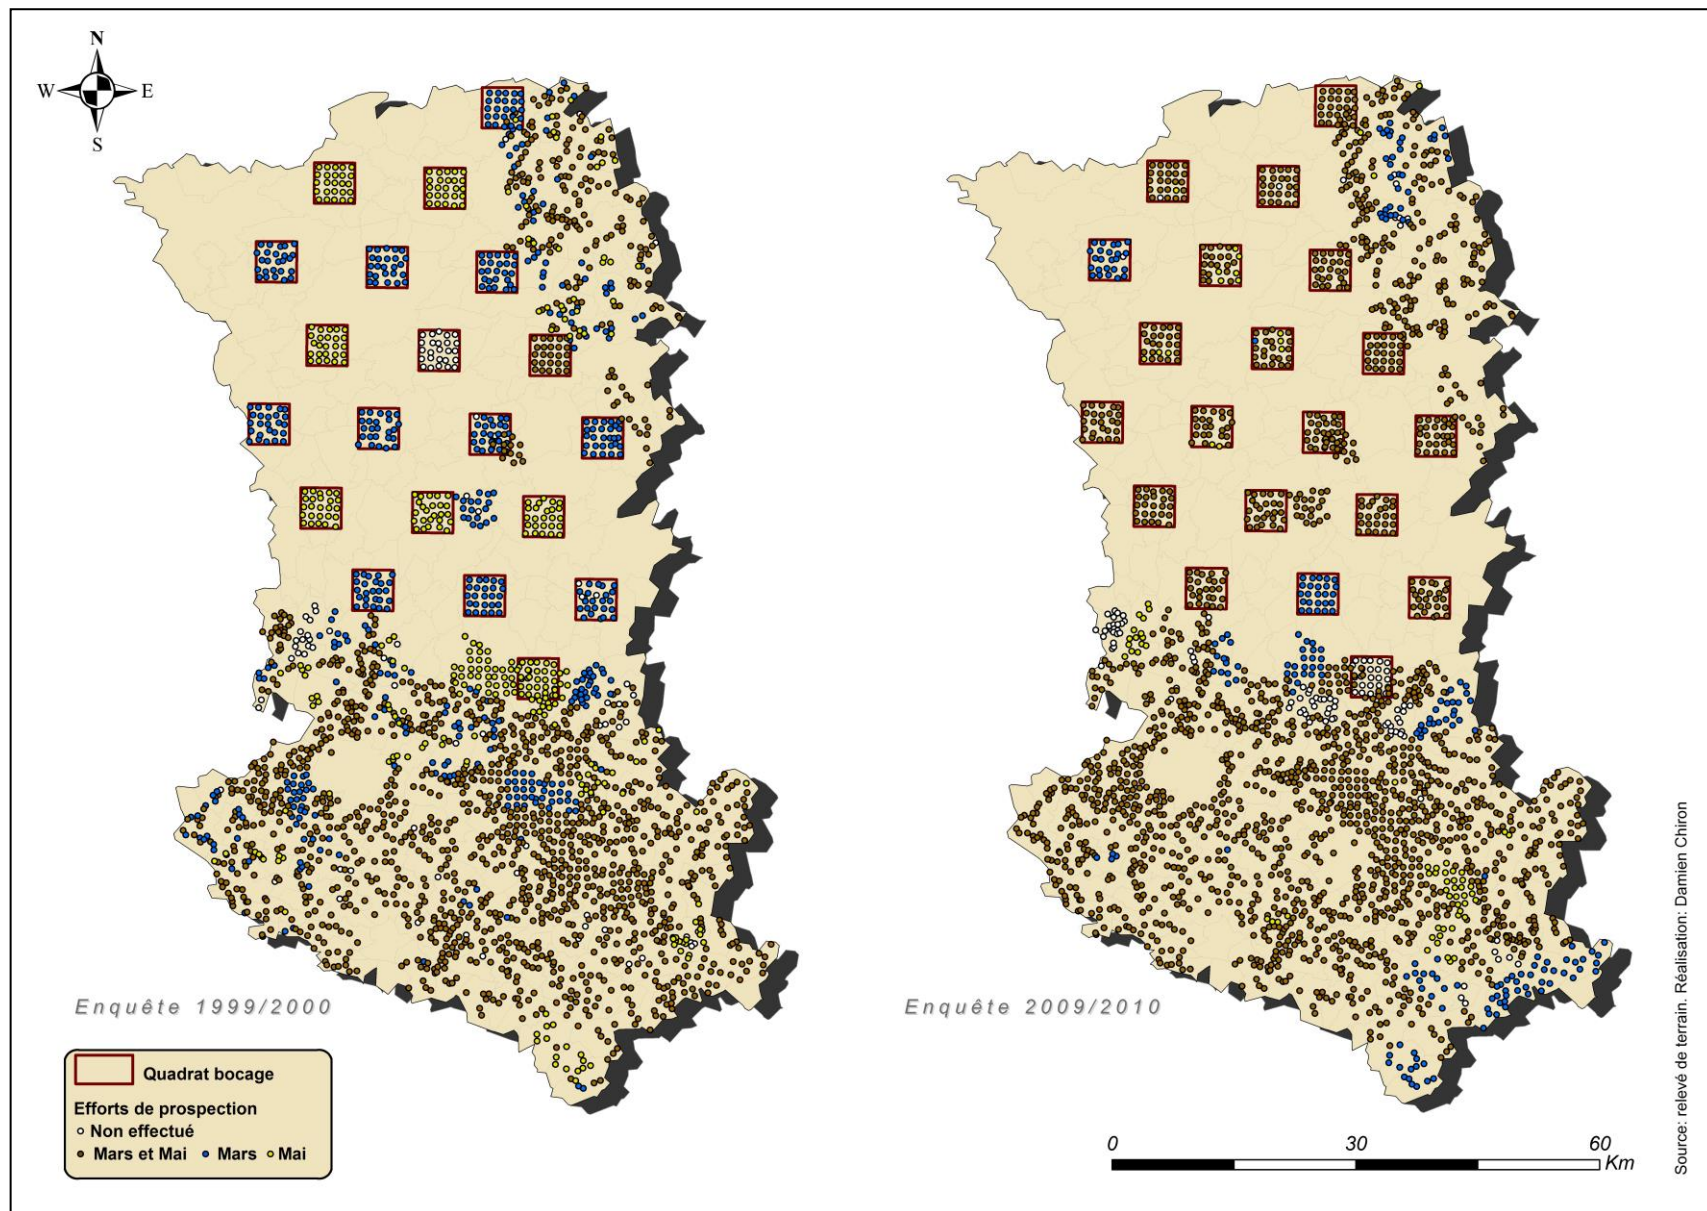 N
W E
S
Enquête 1999/2000
Enquête 2009/2010
Quadrat bocage
Efforts de prospection
Non effectué
Mars et Mai Mars Mai
0 30 60
Km
Source: relevé de terrain. Réalisation: Damien Chiron